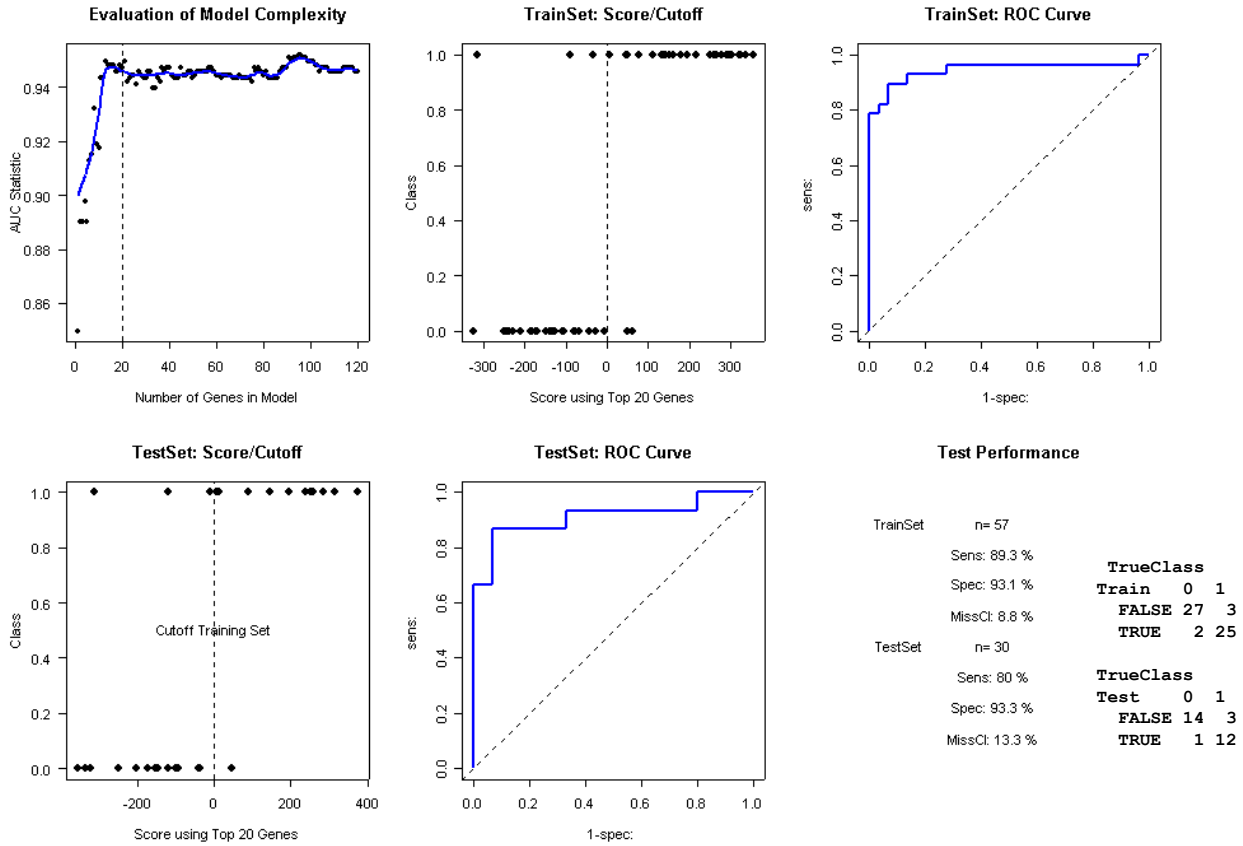 Evaluation of Model Complexity
AUC Statistic
0.94
0.92
0.90
0.88
0.86
0 20 40 60 80 100 120
Number of Genes in Model
TrainSet: Score/Cutoff
Class
1.0
0.8
0.6
0.4
0.2
0.0
-300 -200 -100 0 100 200 300
Score using Top 20 Genes
TrainSet: ROC Curve
sens:
1.0
0.8
0.6
0.4
0.2
0.0
0.0 0.2 0.4 0.6 0.8 1.0
1-spec:
TestSet: Score/Cutoff
Class
1.0
0.8
0.6
0.4
0.2
0.0
Cutoff Training Set
-200 0 200 400
Score using Top 20 Genes
TestSet: ROC Curve
sens:
1.0
0.8
0.6
0.4
0.2
0.0
0.0 0.2 0.4 0.6 0.8 1.0
1-spec:
Test Performance
TrainSet n= 57
Sens: 89.3 %
Spec: 93.1 %
MissCl: 8.8 %
TestSet n= 30
Sens: 80 %
Spec: 93.3 %
MissCl: 13.3 %
TrueClass
Train 0 1
FALSE 27 3
TRUE 2 25
TrueClass
Test 0 1
FALSE 14 3
TRUE 1 12